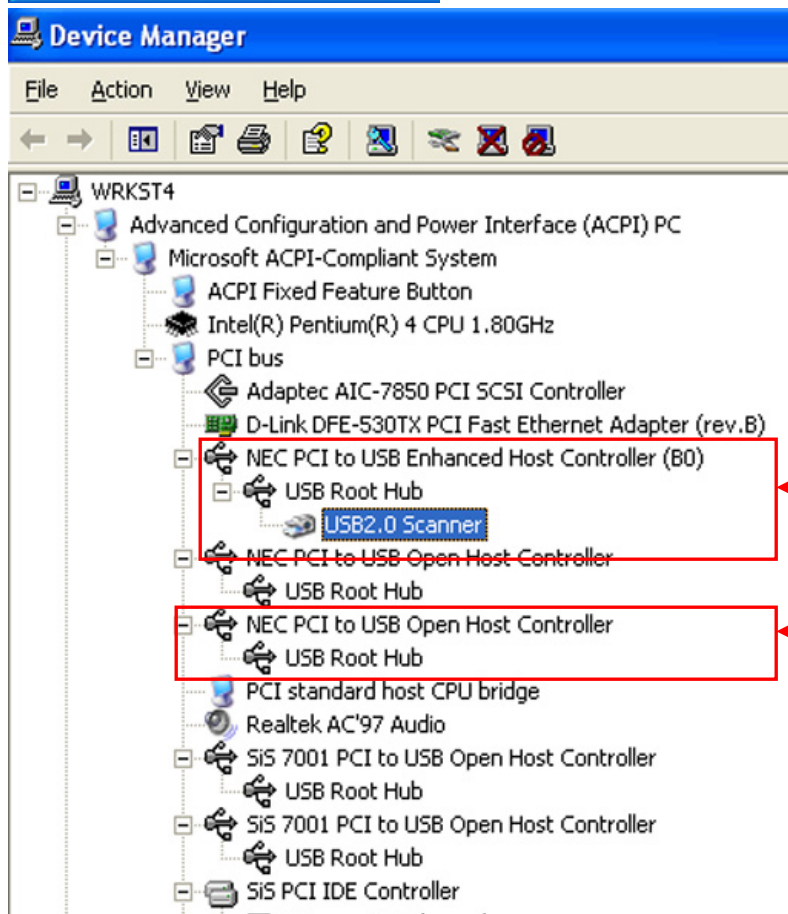 Device Manager
File Action View Help
WRKST4
Advanced Configuration and Power Interface (ACPI) PC
Microsoft ACPI-Compliant System
ACPI Fixed Feature Button
Intel(R) Pentium(R) 4 CPU 1.80GHz
PCI bus
Adaptec AIC-7850 PCI SCSI Controller
D-Link DFE-530TX PCI Fast Ethernet Adapter (rev.B)
NEC PCI to USB Enhanced Host Controller (B0)
USB Root Hub
USB2.0 Scanner
NEC PCI to USB Open Host Controller
USB Root Hub
NEC PCI to USB Open Host Controller
USB Root Hub
PCI standard host CPU bridge
Realtek AC'97 Audio
SiS 7001 PCI to USB Open Host Controller
USB Root Hub
SiS 7001 PCI to USB Open Host Controller
USB Root Hub
SiS PCI IDE Controller